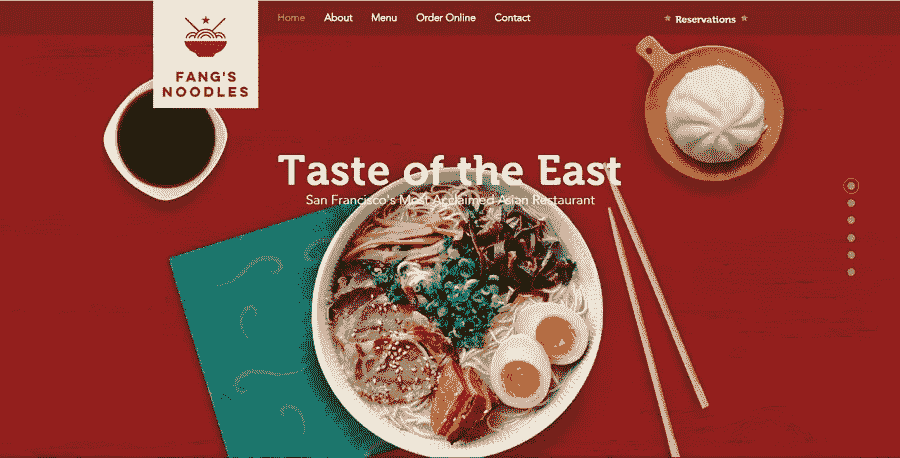 Home About Menu Order Online Contact
Reservations
FANG'S
NOODLES
Taste of the East
San Francisco's Most Acclaimed Asian Restaurant